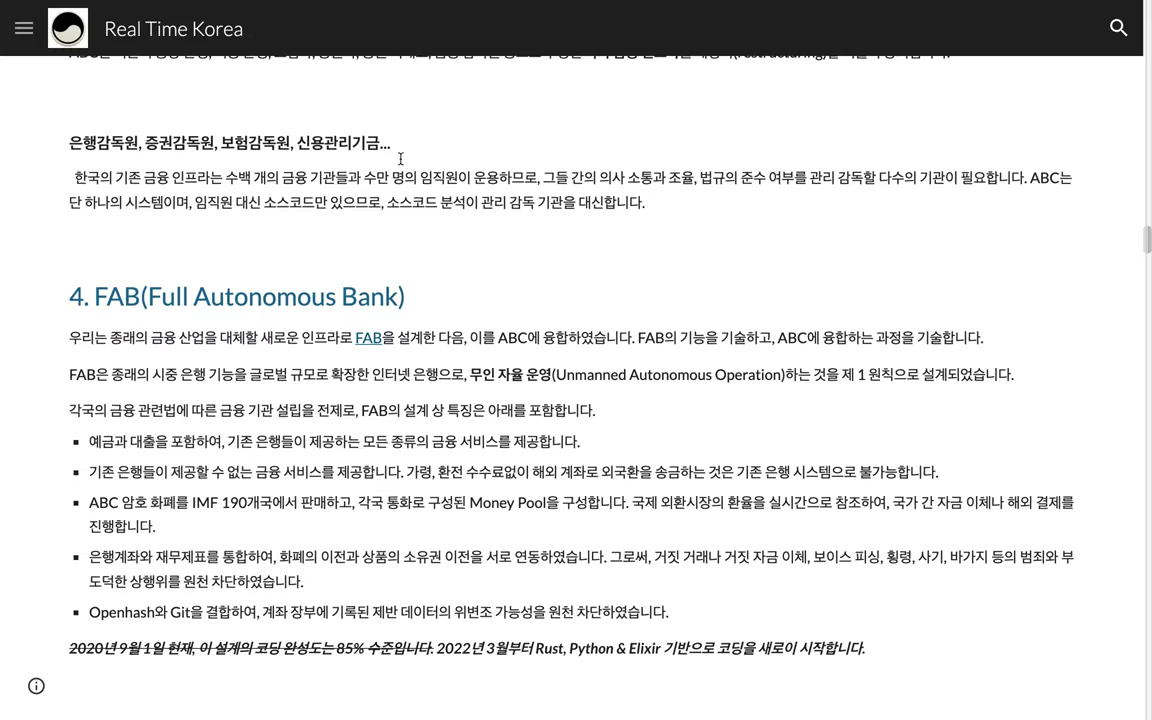 Real Time Korea
은행감독원, 증권감독원, 보험감독원, 신용관리기금...
한국의 기존 금융 인프라는 수백 개의 금융 기관들과 수만 명의 임직원이 운용하므로, 그들 간의 의사 소통과 조율, 법규의 준수 여부를 관리 감독할 다수의 기관이 필요합니다. ABC는
단 하나의 시스템이며, 임직원 대신 소스코드만 있으므로, 소스코드 분석이 관리 감독 기관을 대신합니다.
4. FAB(Full Autonomous Bank)
우리는 종래의 금융 산업을 대체할 새로운 인프라로 FAB을 설계한 다음, 이를 ABC에 융합하였습니다. FAB의 기능을 기술하고, ABC에 융합하는 과정을 기술합니다.
FAB은 종래의 시중 은행 기능을 글로벌 규모로 확장한 인터넷 은행으로, 무인 자율 운영(Unmanned Autonomous Operation)하는 것을 제 1 원칙으로 설계되었습니다.
각국의 금융 관련법에 따른 금융 기관 설립을 전제로, FAB의 설계 상 특징은 아래를 포함합니다.
▪ 예금과 대출을 포함하여, 기존 은행들이 제공하는 모든 종류의 금융 서비스를 제공합니다.
▪ 기존 은행들이 제공할 수 없는 금융 서비스를 제공합니다. 가령, 환전 수수료없이 해외 계좌로 외국환을 송금하는 것은 기존 은행 시스템으로 불가능합니다.
▪ ABC 암호 화폐를 IMF 190개국에서 판매하고, 각국 통화로 구성된 Money Pool을 구성합니다. 국제 외환시장의 환율을 실시간으로 참조하여, 국가 간 자금 이체나 해외 결제를
진행합니다.
▪ 은행계좌와 재무제표를 통합하여, 화폐의 이전과 상품의 소유권 이전을 서로 연동하였습니다. 그로써, 거짓 거래나 거짓 자금 이체, 보이스 피싱, 횡령, 사기, 바가지 등의 범죄와 부
도덕한 상행위를 원천 차단하였습니다.
▪ Openhash와 Git을 결합하여, 계좌 장부에 기록된 제반 데이터의 위변조 가능성을 원천 차단하였습니다.
2020년 9월 1일 현재, 이 설계의 코딩 완성도는 85% 수준입니다. 2022년 3월부터 Rust, Python & Elixir 기반으로 코딩을 새로이 시작합니다.